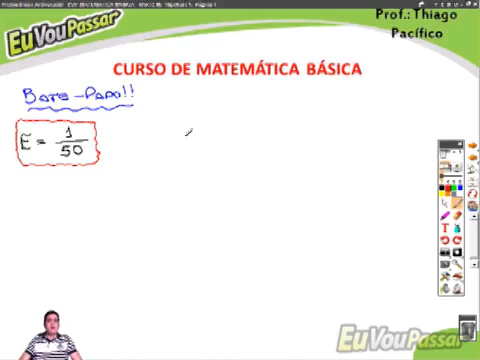 Prof.: Thiago
Pacífico
EuVouPassar
CURSO DE MATEMÁTICA BÁSICA
BATE-PAPO!!
E = 1/50
EuVouPassar